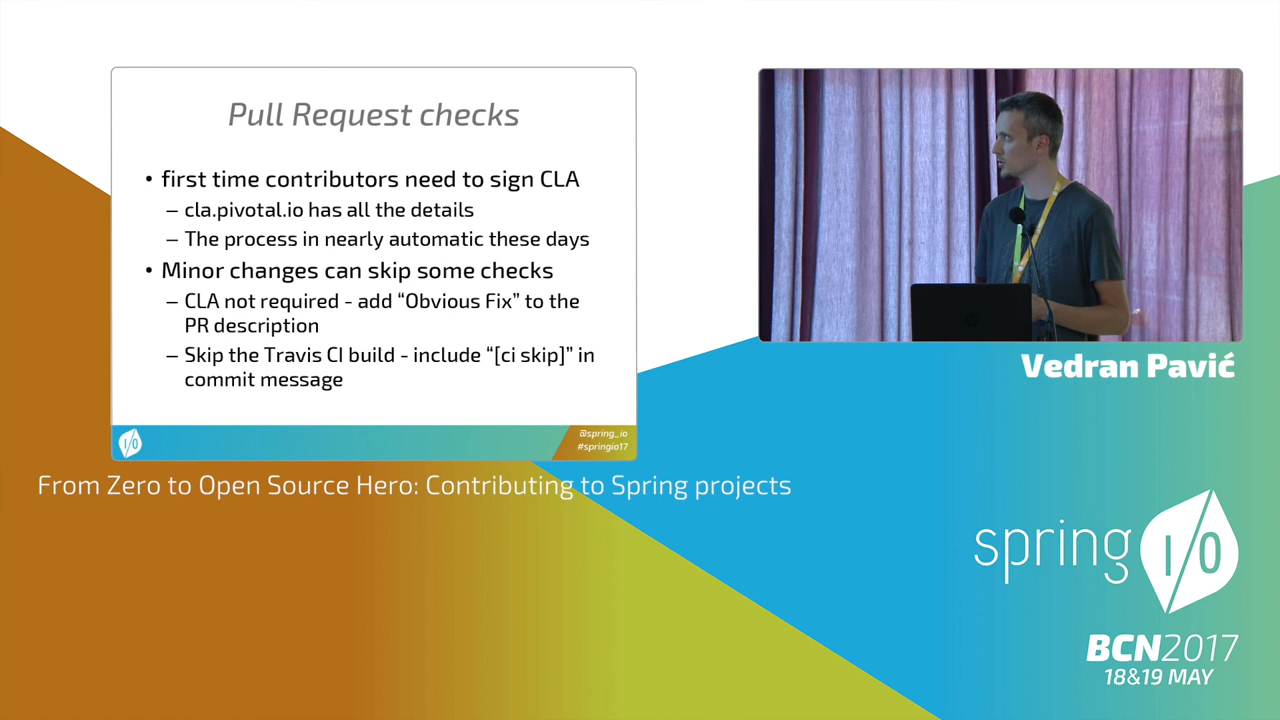 Pull Request checks
• first time contributors need to sign CLA
– cla.pivotal.io has all the details
– The process in nearly automatic these days
• Minor changes can skip some checks
– CLA not required - add “Obvious Fix” to the
PR description
– Skip the Travis CI build - include “[ci skip]” in
commit message
I/O
@spring_io
#springio17
Vedran Pavić
From Zero to Open Source Hero: Contributing to Spring projects
spring I/O
BCN2017
18&19 MAY